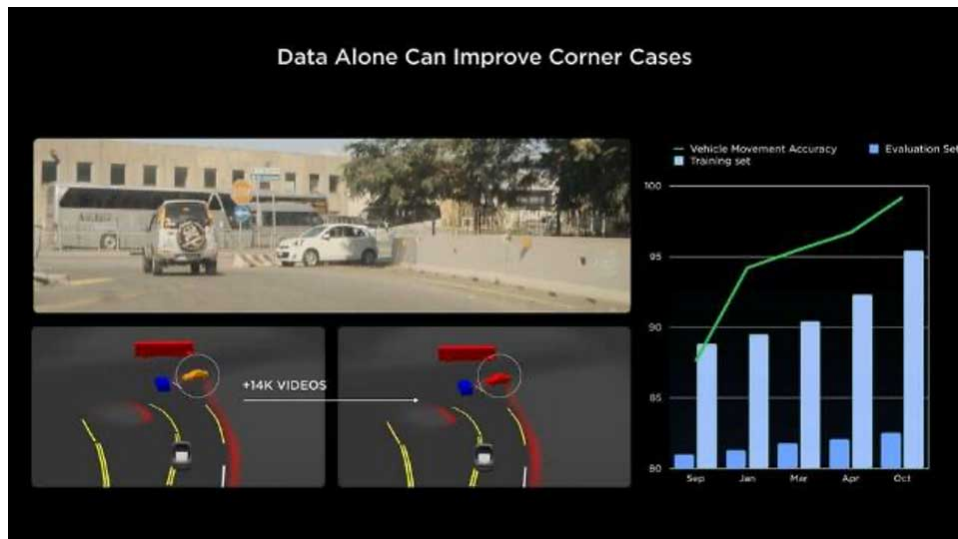 Data Alone Can Improve Corner Cases
Vehicle Movement Accuracy
Evaluation Set
Training set
+14K VIDEOS
100
95
90
85
80
Sep
Jan
Mar
Apr
Oct